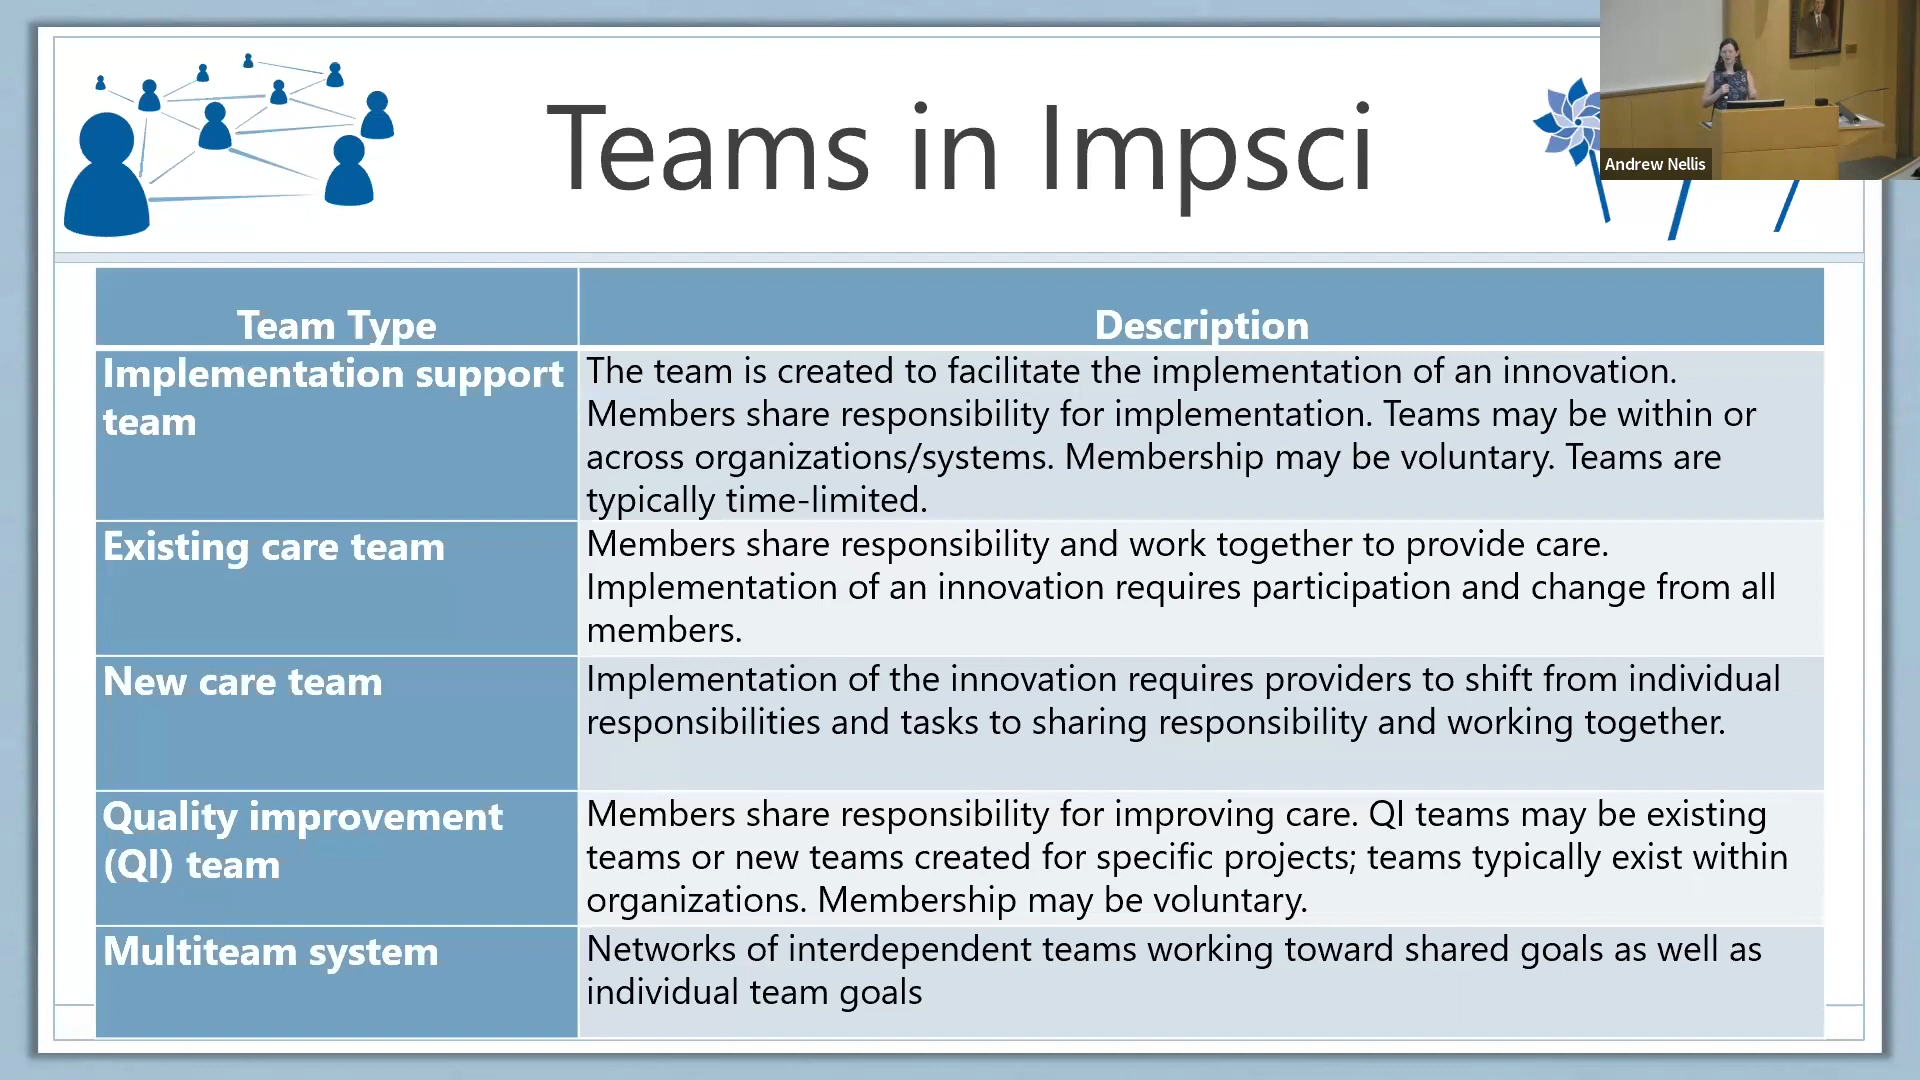 Teams in Impsci
Andrew Nellis
Team Type
Description
Implementation support
team
The team is created to facilitate the implementation of an innovation.
Members share responsibility for implementation. Teams may be within or
across organizations/systems. Membership may be voluntary. Teams are
typically time-limited.
Existing care team
Members share responsibility and work together to provide care.
Implementation of an innovation requires participation and change from all
members.
New care team
Implementation of the innovation requires providers to shift from individual
responsibilities and tasks to sharing responsibility and working together.
Quality improvement
(QI) team
Members share responsibility for improving care. QI teams may be existing
teams or new teams created for specific projects; teams typically exist within
organizations. Membership may be voluntary.
Multiteam system
Networks of interdependent teams working toward shared goals as well as
individual team goals